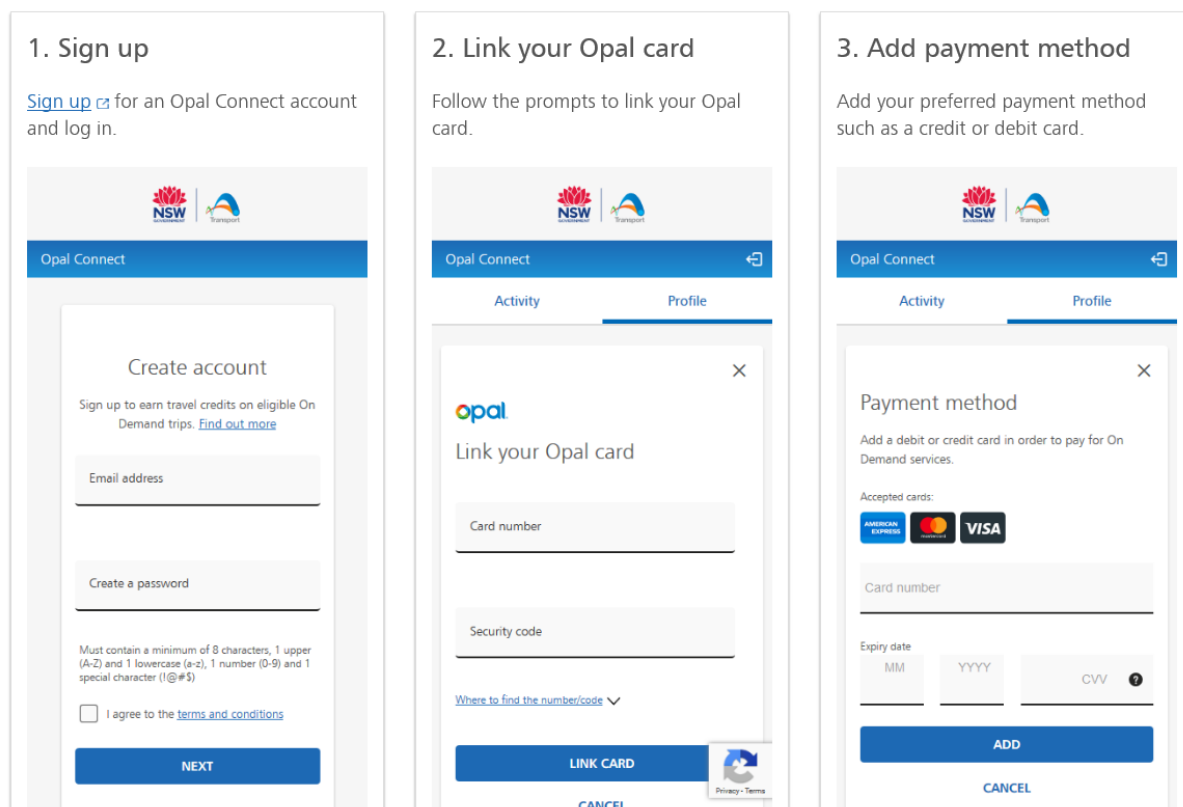 1. Sign up
Sign up for an Opal Connect account
and log in.
NSW
GOVERNMENT
Transport
Opal Connect
Create account
Sign up to earn travel credits on eligible On
Demand trips. Find out more
Email address
Create a password
Must contain a minimum of 8 characters, 1 upper
(A-Z) and 1 lowercase (a-z), 1 number (0-9) and 1
special character (!@#$)
I agree to the terms and conditions
NEXT
2. Link your Opal card
Follow the prompts to link your Opal
card.
NSW
GOVERNMENT
Transport
Opal Connect
Activity
Profile
opal
Link your Opal card
Card number
Security code
Where to find the number/code
LINK CARD
Privacy - Terms
CANCEL
3. Add payment method
Add your preferred payment method
such as a credit or debit card.
NSW
GOVERNMENT
Transport
Opal Connect
Activity
Profile
Payment method
Add a debit or credit card in order to pay for On
Demand services.
Accepted cards:
AMERICAN
EXPRESS
mastercard
VISA
Card number
Expiry date
MM
YYYY
CVV
?
ADD
CANCEL